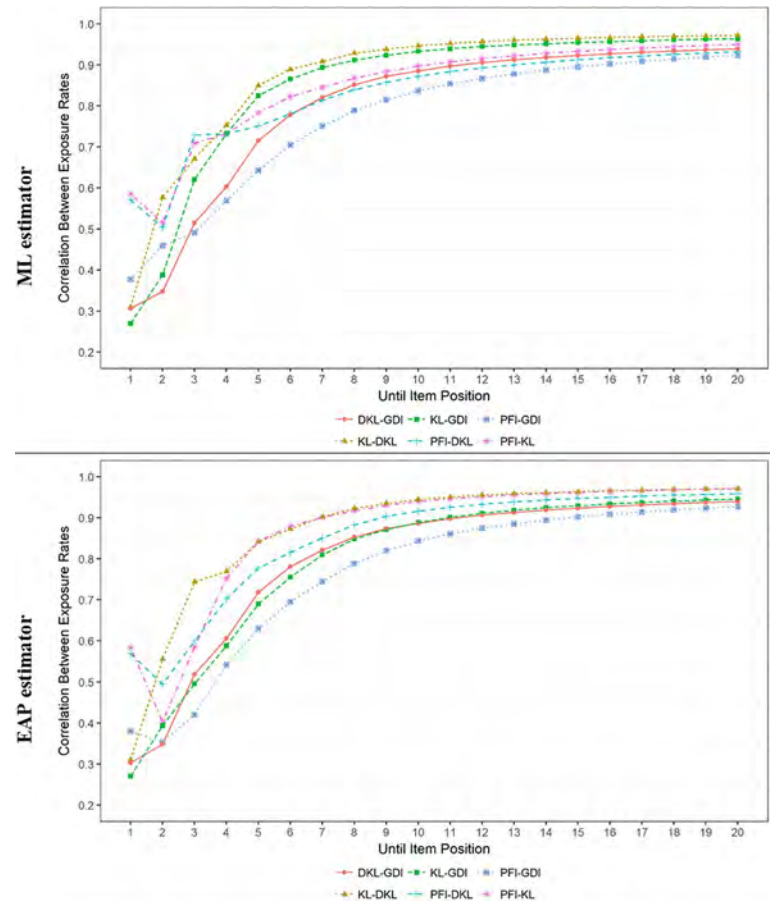 ML estimator
Correlation Between Exposure Rates
1.0
0.9
0.8
0.7
0.6
0.5
0.4
0.3
0.2
1 2 3 4 5 6 7 8 9 10 11 12 13 14 15 16 17 18 19 20
Until Item Position
DKL-GDI KL-GDI PFI-GDI
KL-DKL PFI-DKL PFI-KL
EAP estimator
Correlation Between Exposure Rates
1.0
0.9
0.8
0.7
0.6
0.5
0.4
0.3
0.2
1 2 3 4 5 6 7 8 9 10 11 12 13 14 15 16 17 18 19 20
Until Item Position
DKL-GDI KL-GDI PFI-GDI
KL-DKL PFI-DKL PFI-KL